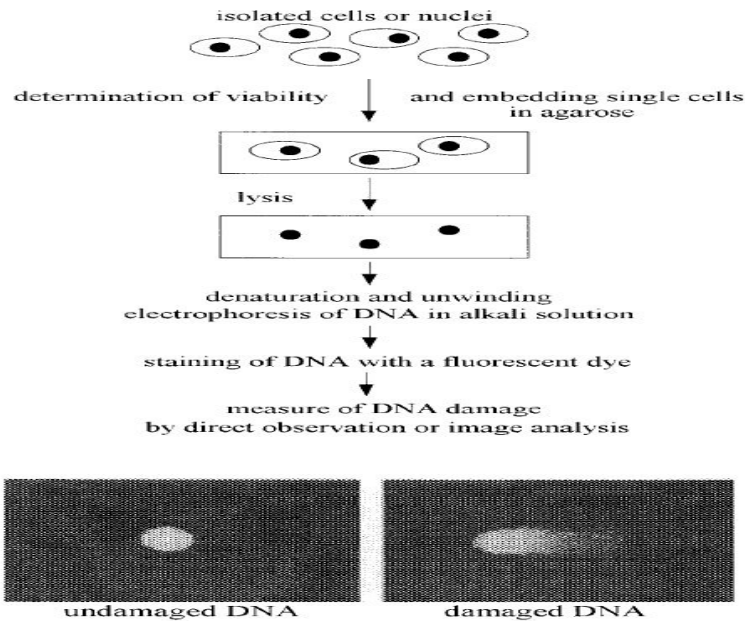 isolated cells or nuclei
determination of viability
and embedding single cells
in agarose
lysis
denaturation and unwinding
electrophoresis of DNA in alkali solution
staining of DNA with a fluorescent dye
measure of DNA damage
by direct observation or image analysis
undamaged DNA
damaged DNA